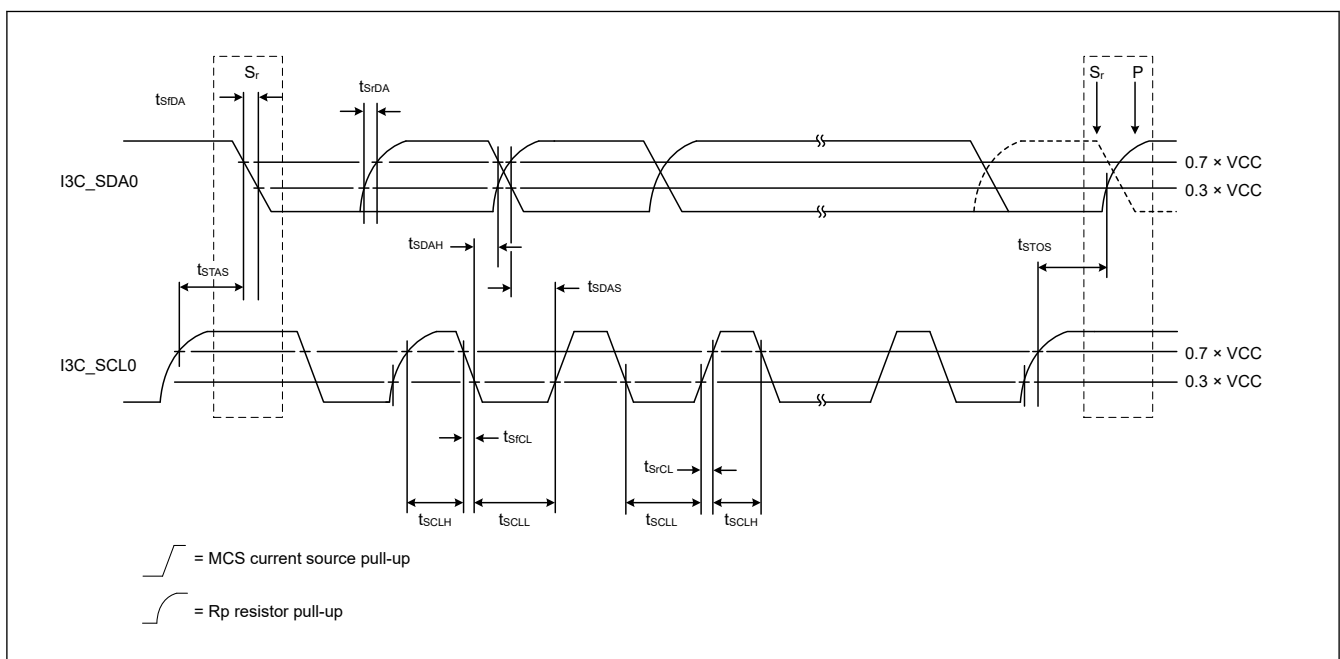 Sr
Sr P
tSfDA
tSrDA
0.7 × VCC
I3C_SDA0
0.3 × VCC
tSDAH
tSTOS
tSTAS
tSDAS
I3C_SCL0
0.7 × VCC
0.3 × VCC
tSfCL
tSrCL
tSCLH tSCLL tSCLL tSCLH
= MCS current source pull-up
= Rp resistor pull-up